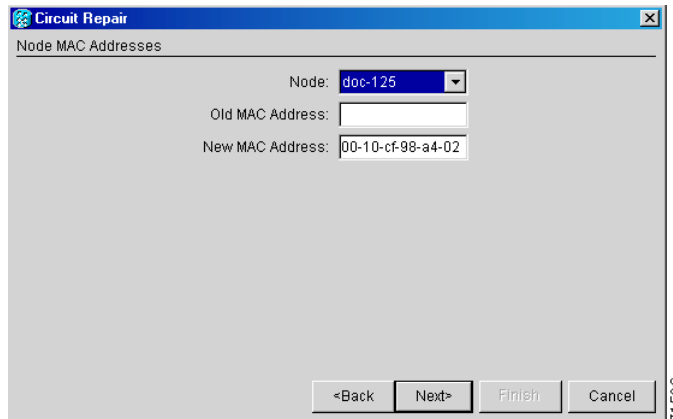 Circuit Repair
Node MAC Addresses
Node: doc-125
Old MAC Address:
New MAC Address: 00-10-cf-98-a4-02
<Back Next> Finish Cancel